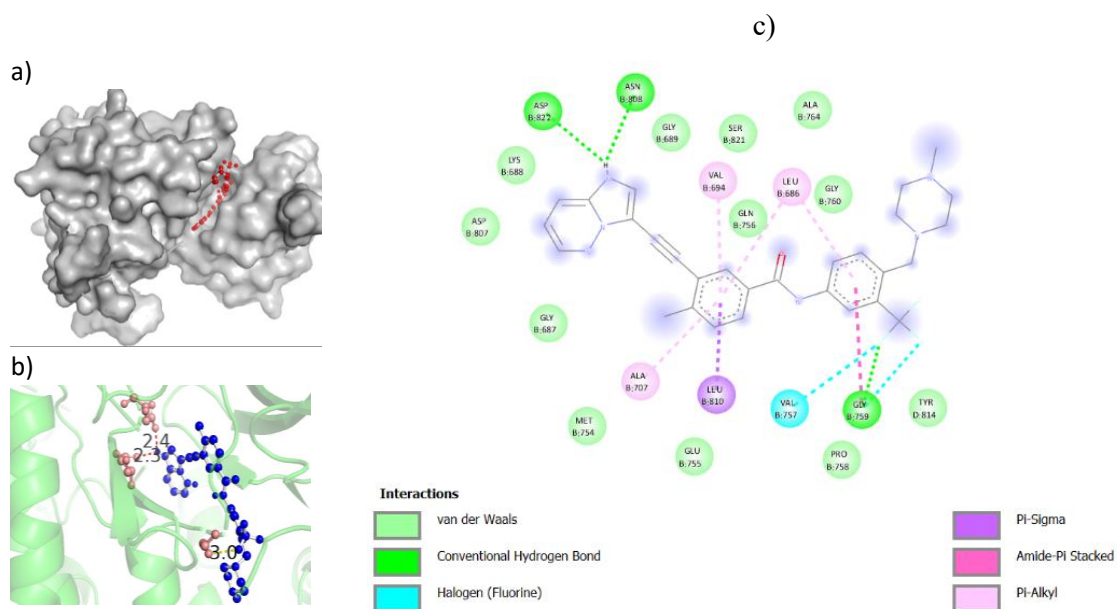 c)
a)
b)
2.4
2.3
3.0
ASP
B:822
ASN
B:808
GLY
B:689
SER
B:821
ALA
B:764
LYS
B:688
VAL
B:694
LEU
B:686
GLY
B:760
GLN
B:756
ASP
B:807
H
N
N
N
N
N
O
N
GLY
B:687
ALA
B:707
LEU
B:810
VAL
B:757
GLY
B:759
TYR
D:814
MET
B:754
GLU
B:755
PRO
B:758
Interactions
van der Waals
Conventional Hydrogen Bond
Halogen (Fluorine)
Pi-Sigma
Amide-Pi Stacked
Pi-Alkyl